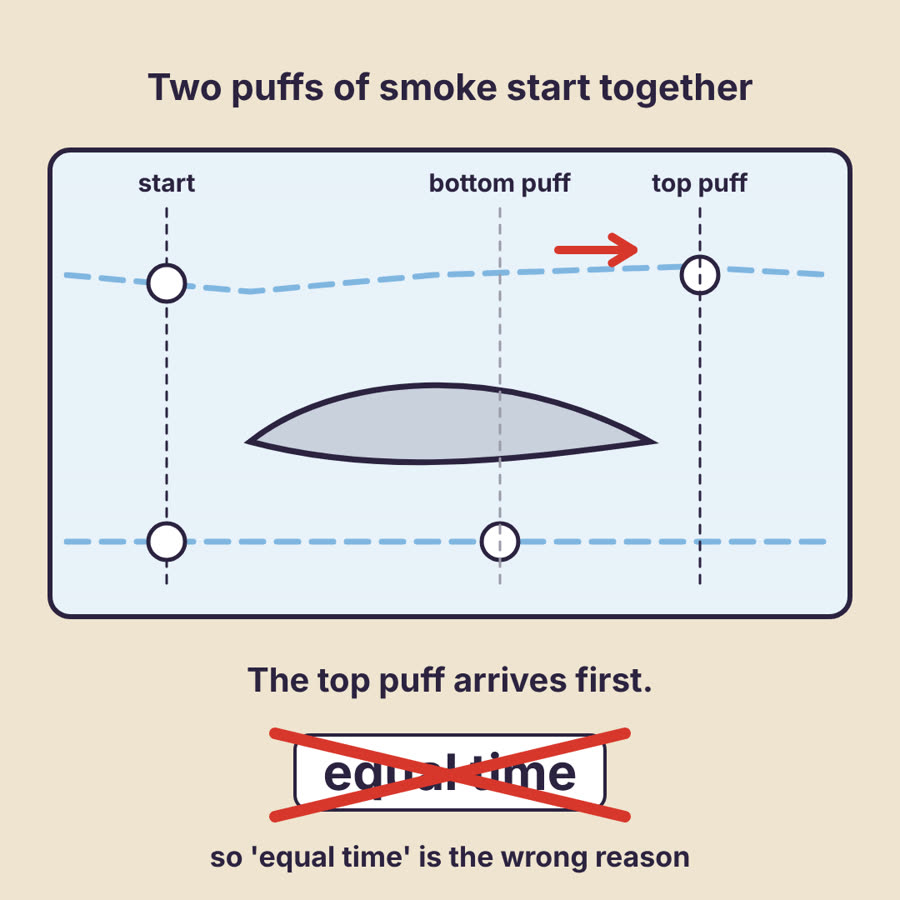 Two puffs of smoke start together
start
bottom puff
top puff
The top puff arrives first.
equal time
so 'equal time' is the wrong reason